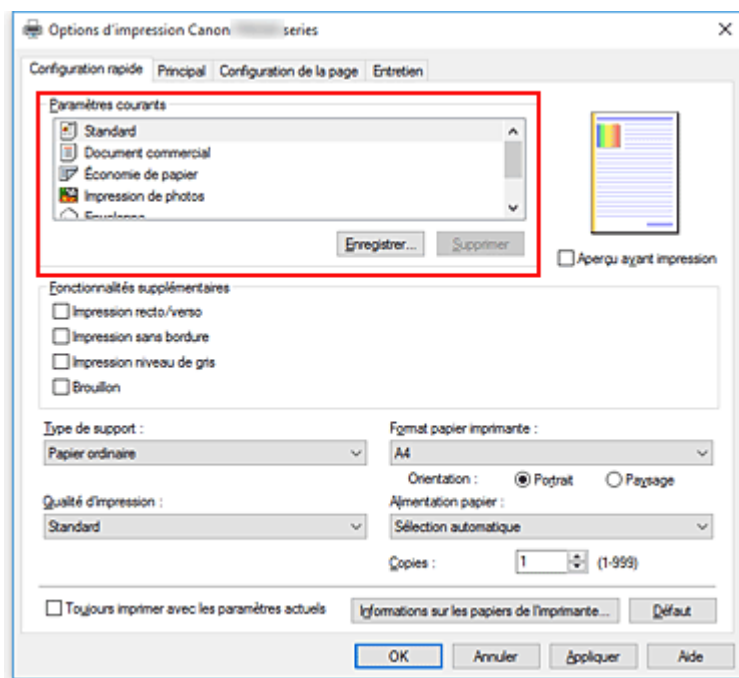 Options d'impression Canon series
Configuration rapide Principal Configuration de la page Entretien
Paramètres courants
Standard
Document commercial
Économie de papier
Impression de photos
Enregistrer... Supprimer
Aperçu avant impression
Fonctionnalités supplémentaires
Impression recto/verso
Impression sans bordure
Impression niveau de gris
Brouillon
Type de support : Format papier imprimante :
Papier ordinaire A4
Orientation : Portrait Paysage
Qualité d'impression : Alimentation papier :
Standard Sélection automatique
Copies : 1 (1-999)
Toujours imprimer avec les paramètres actuels Informations sur les papiers de l'imprimante... Défaut
OK Annuler Appliquer Aide